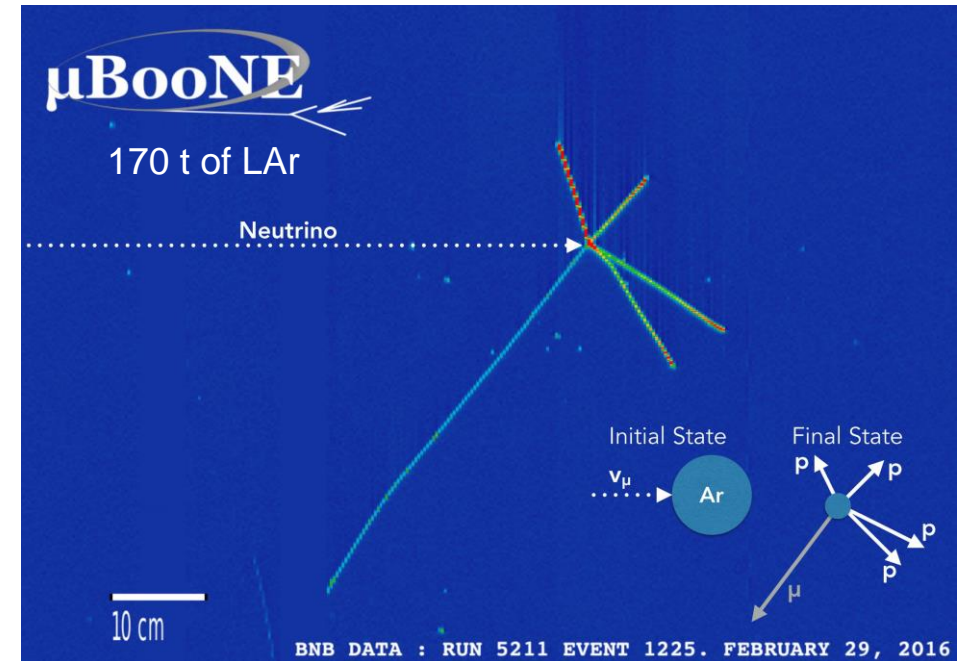 μBooNE
170 t of LAr
Neutrino
Initial State
Final State
νμ
Ar
p
p
p
p
μ
10 cm
BNB DATA : RUN 5211 EVENT 1225. FEBRUARY 29, 2016